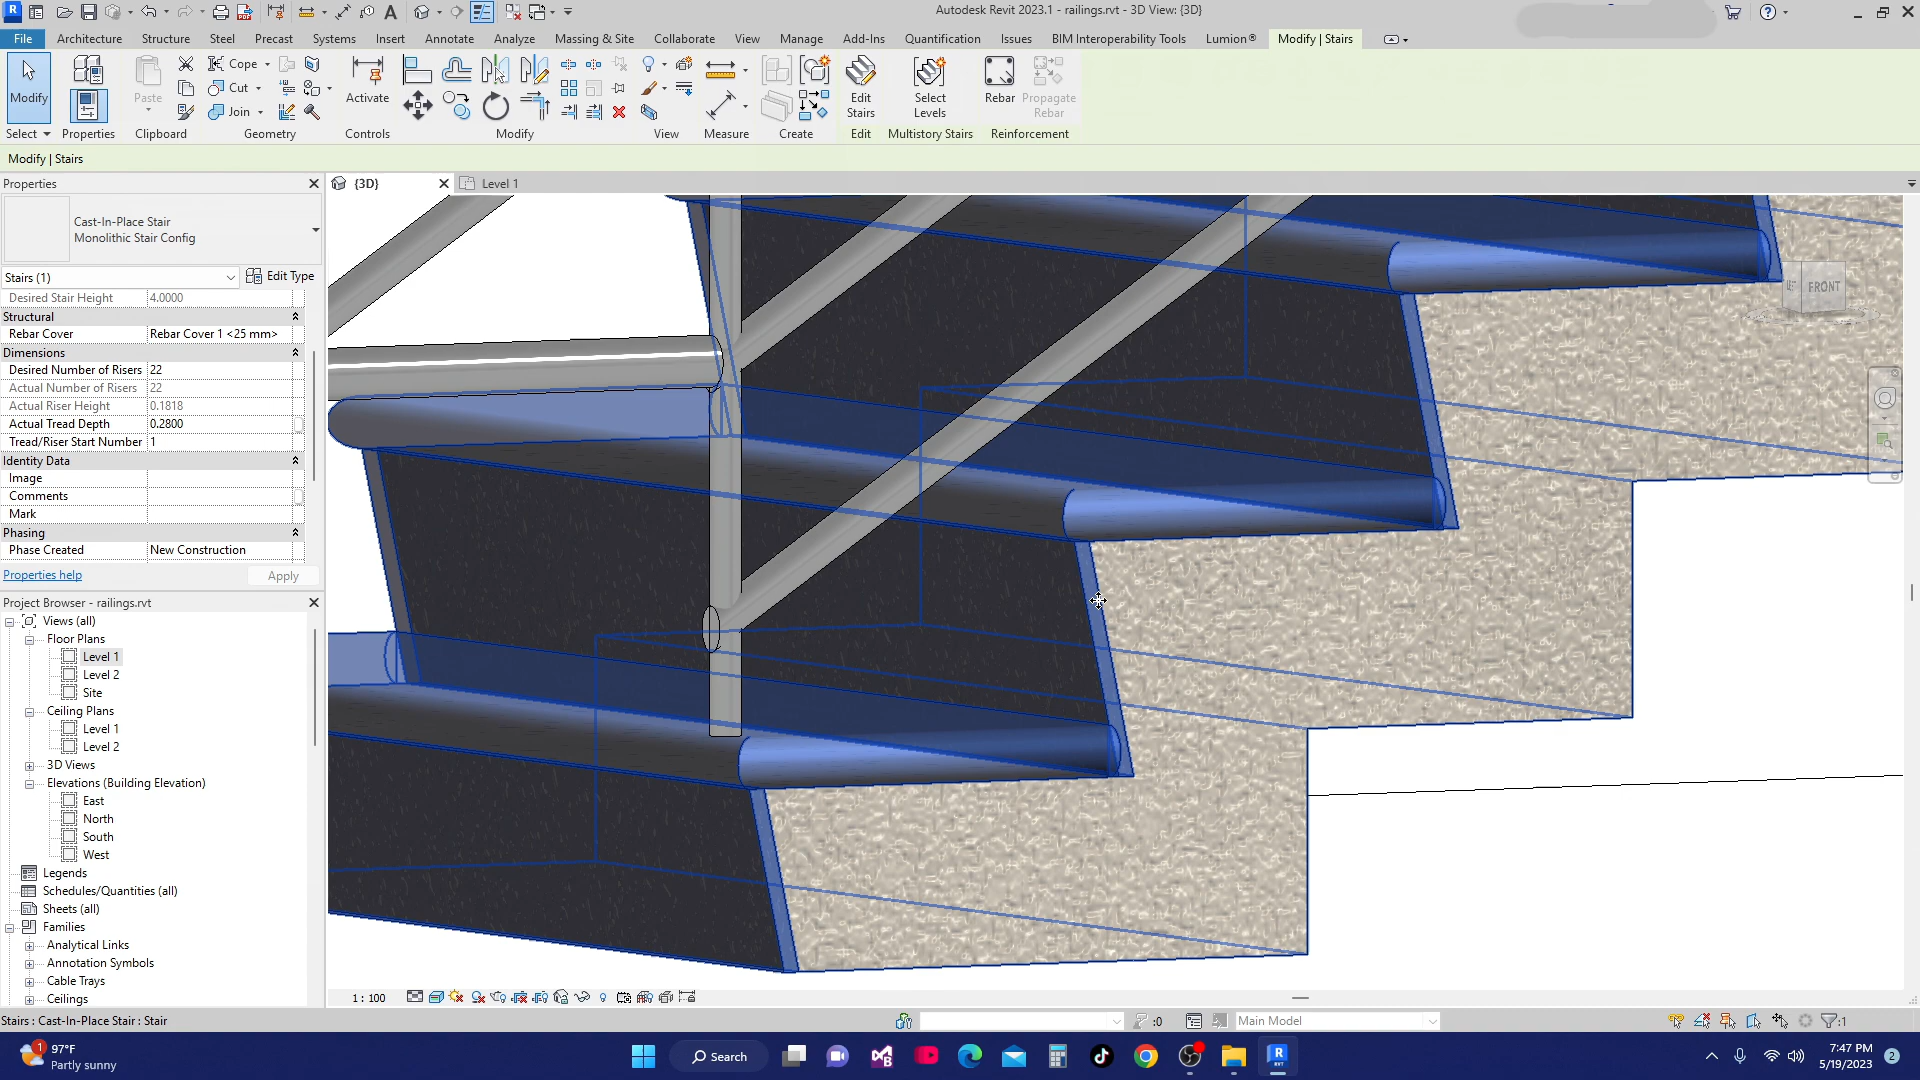 Autodesk Revit 2023.1 - railings.rvt - 3D View: {3D}
File Architecture Structure Steel Precast Systems Insert Annotate Analyze Massing & Site Collaborate View Manage Add-Ins Quantification Issues BIM Interoperability Tools Lumion® Modify | Stairs
Modify
Paste
Cope
Cut
Join
Activate
Edit Stairs
Select Levels
Rebar
Propagate Rebar
Select Properties Clipboard Geometry Controls Modify View Measure Create Edit Multistory Stairs Reinforcement
Modify | Stairs
Properties
{3D}
Level 1
Cast-In-Place Stair
Monolithic Stair Config
Stairs (1)
Edit Type
Desired Stair Height 4.0000
Structural
Rebar Cover Rebar Cover 1 <25 mm>
Dimensions
Desired Number of Risers 22
Actual Number of Risers 22
Actual Riser Height 0.1818
Actual Tread Depth 0.2800
Tread/Riser Start Number 1
Identity Data
Image
Comments
Mark
Phasing
Phase Created New Construction
Properties help
Apply
Project Browser - railings.rvt
Views (all)
Floor Plans
Level 1
Level 2
Site
Ceiling Plans
Level 1
Level 2
3D Views
Elevations (Building Elevation)
East
North
South
West
Legends
Schedules/Quantities (all)
Sheets (all)
Families
Analytical Links
Annotation Symbols
Cable Trays
Ceilings
FRONT
1 : 100
Stairs : Cast-In-Place Stair : Stair
:0
Main Model
:1
97°F
Partly sunny
Search
7:47 PM
5/19/2023
2